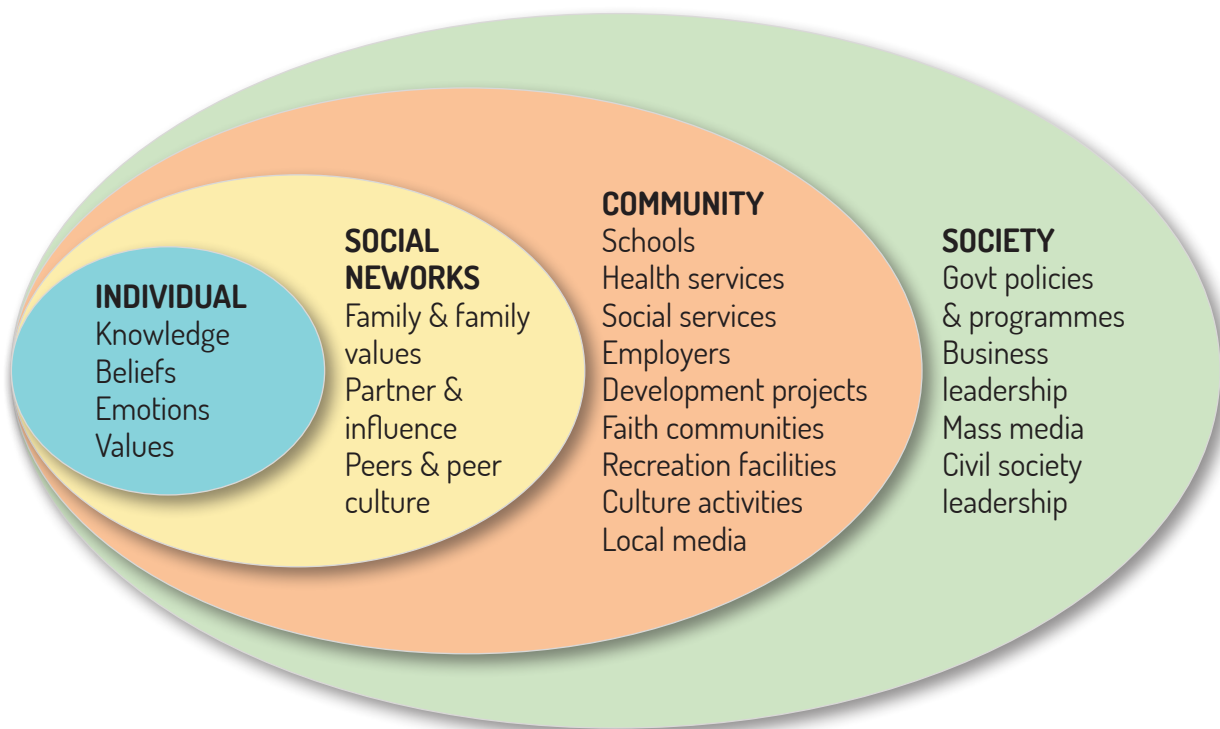 INDIVIDUAL
Knowledge
Beliefs
Emotions
Values
SOCIAL
NEWORKS
Family & family
values
Partner &
influence
Peers & peer
culture
COMMUNITY
Schools
Health services
Social services
Employers
Development projects
Faith communities
Recreation facilities
Culture activities
Local media
SOCIETY
Govt policies
& programmes
Business
leadership
Mass media
Civil society
leadership